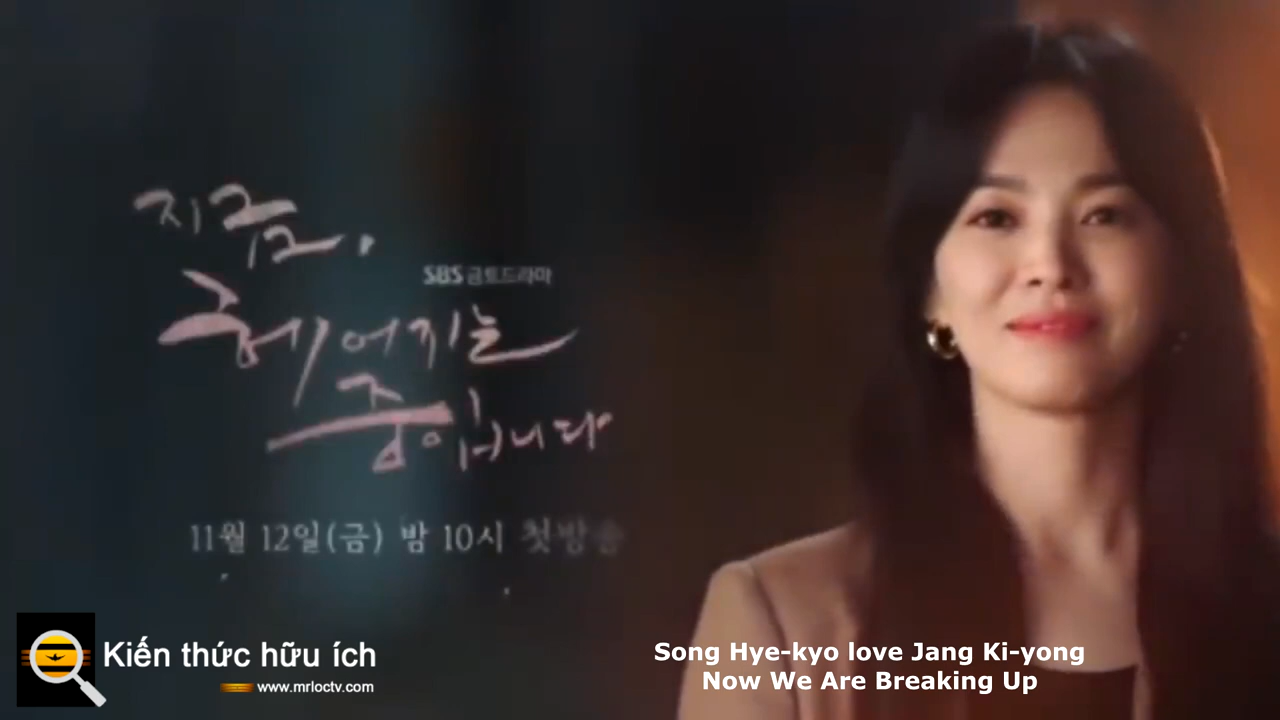 지금,
SBS 금토드라마
헤어지는
중입니다
11월 12일(금) 밤 10시 첫방송
Kiến thức hữu ích
www.mrloctv.com
Song Hye-kyo love Jang Ki-yong
Now We Are Breaking Up